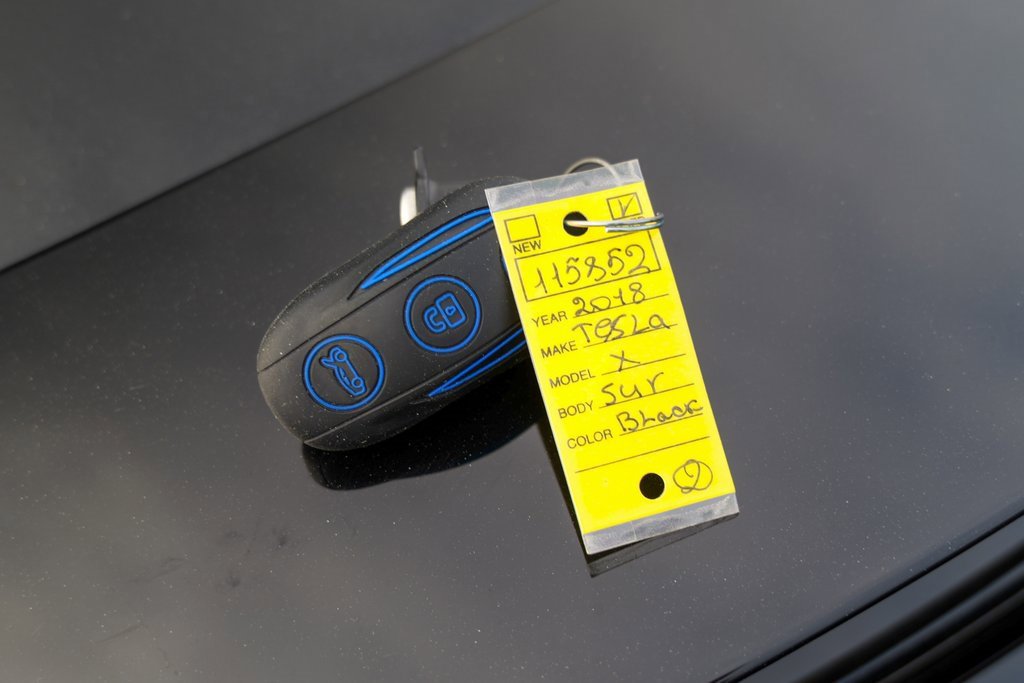 NEW
115852
YEAR 2018
MAKE Tesla
MODEL X
BODY SUV
COLOR Black
2